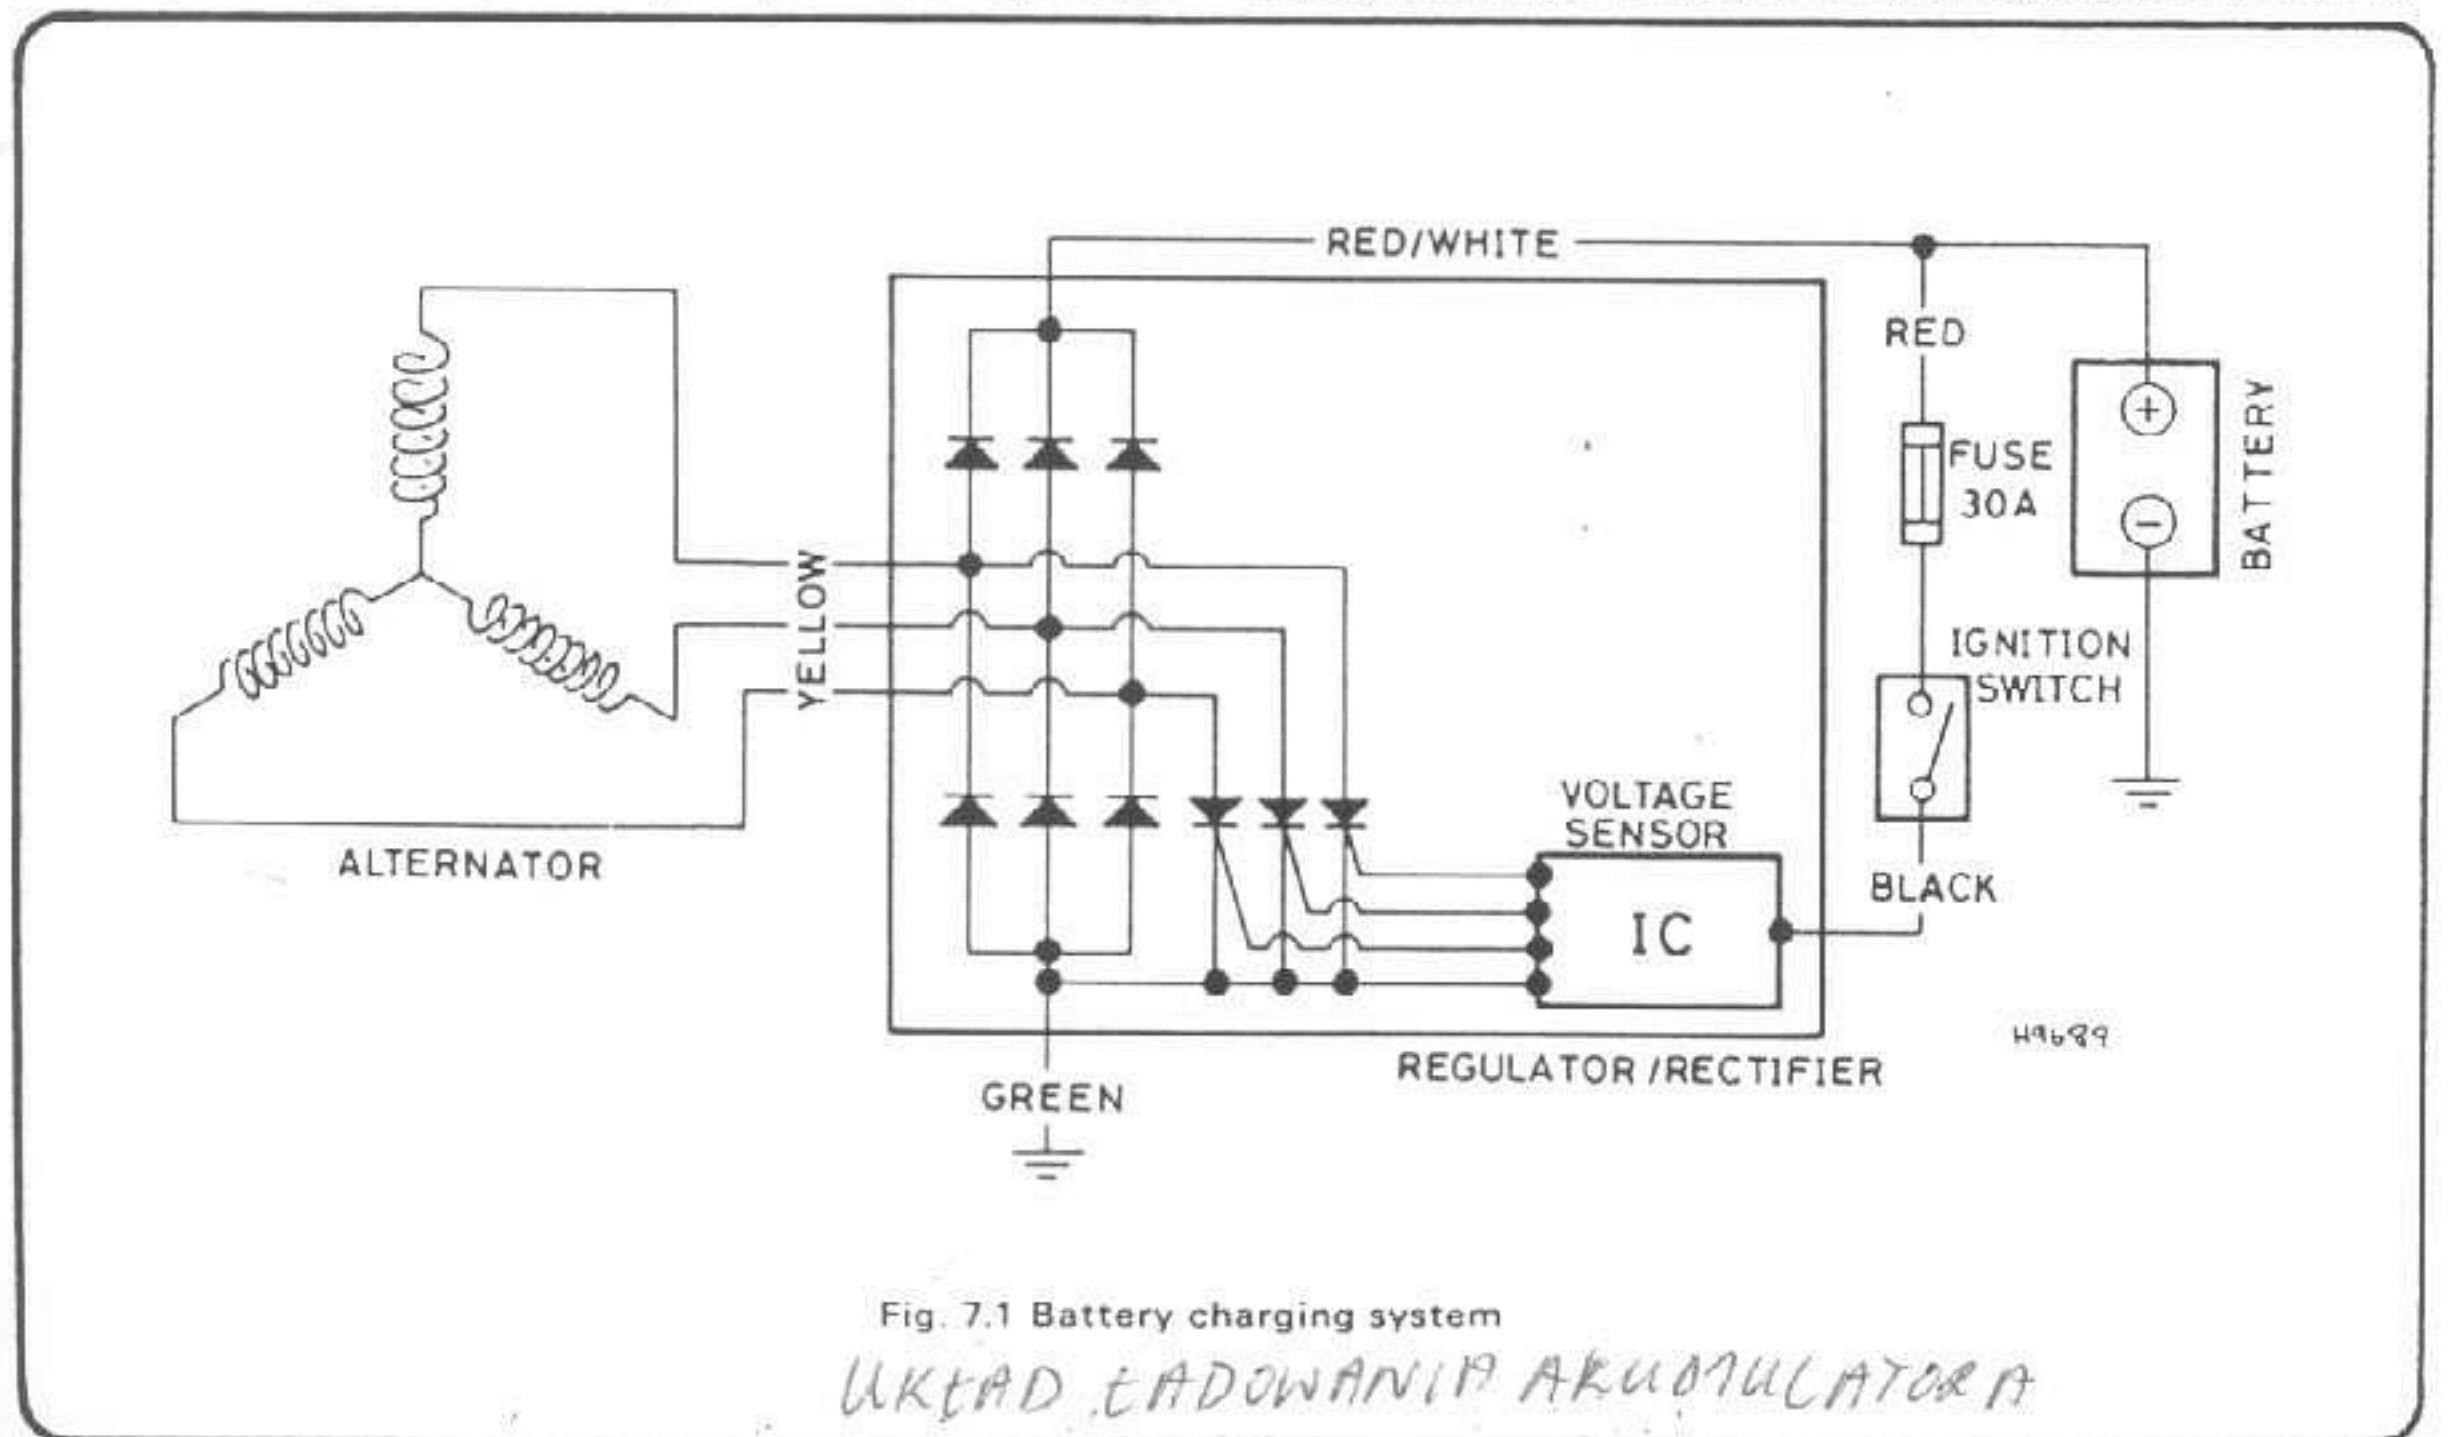 RED/WHITE
RED
FUSE
30A
+
−
BATTERY
YELLOW
IGNITION
SWITCH
VOLTAGE
SENSOR
ALTERNATOR
BLACK
IC
H9689
REGULATOR/RECTIFIER
GREEN
Fig. 7.1 Battery charging system
UKŁAD ŁADOWANIA AKUMULATORA